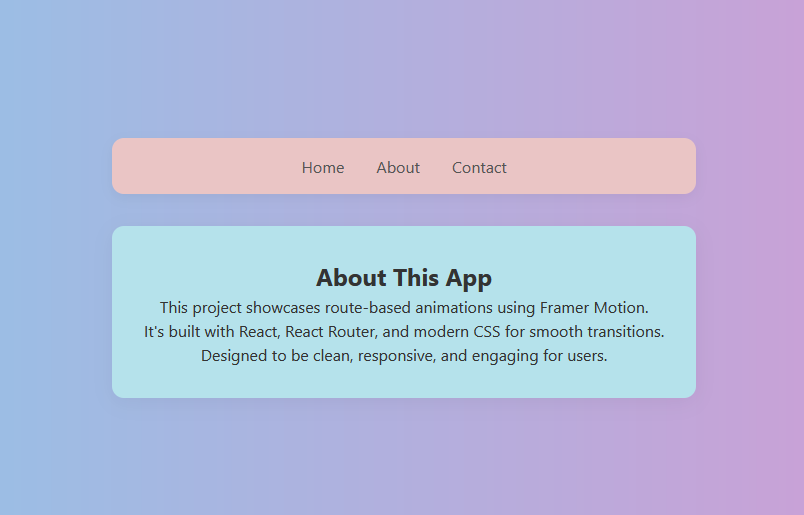 Home About Contact
About This App
This project showcases route-based animations using Framer Motion.
It's built with React, React Router, and modern CSS for smooth transitions.
Designed to be clean, responsive, and engaging for users.